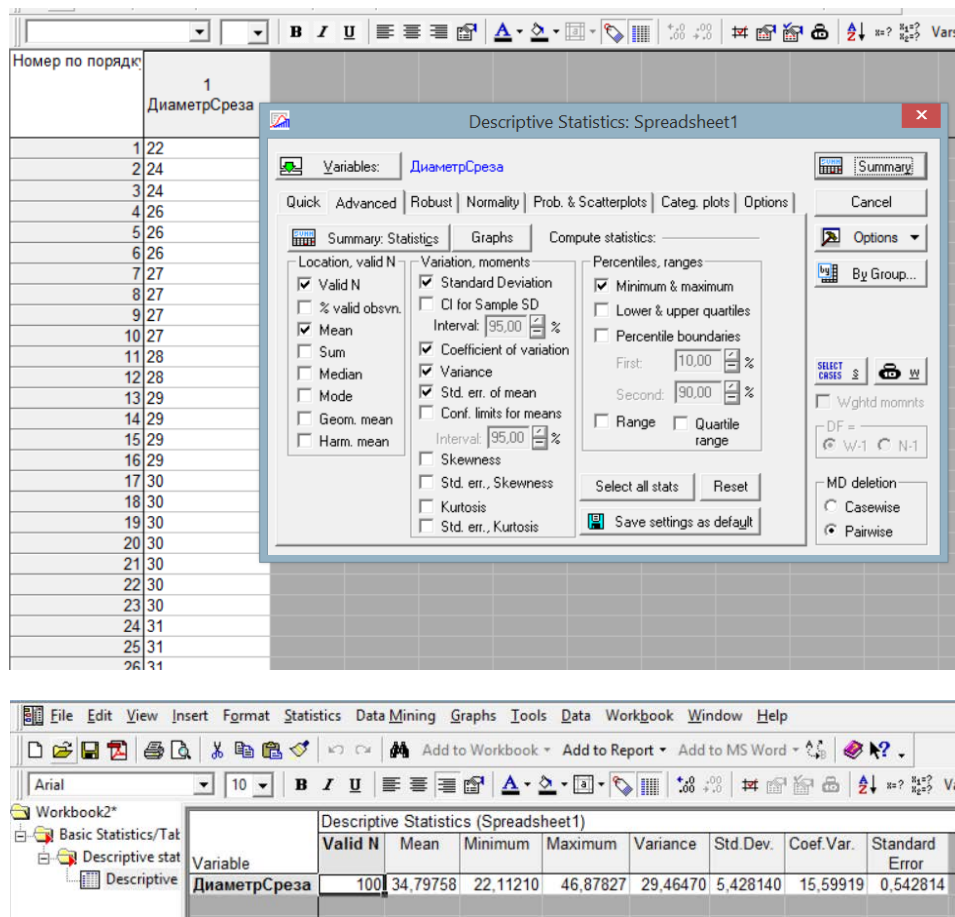 B I U Vars
Номер по порядку
1
ДиаметрСреза
Descriptive Statistics: Spreadsheet1
1 22
2 24
3 24
4 26
5 26
6 26
7 27
8 27
9 27
10 27
11 28
12 28
13 29
14 29
15 29
16 29
17 30
18 30
19 30
20 30
21 30
22 30
23 30
24 31
25 31
26 31
Variables: ДиаметрСреза
Summary
Quick Advanced Robust Normality Prob. & Scatterplots Categ. plots Options
Cancel
Summary: Statistics Graphs Compute statistics:
Options
By Group...
Location, valid N
Valid N
% valid obsvn.
Mean
Sum
Median
Mode
Geom. mean
Harm. mean
Variation, moments
Standard Deviation
CI for Sample SD
Interval: 95,00 %
Coefficient of variation
Variance
Std. err. of mean
Conf. limits for means
Interval: 95,00 %
Skewness
Std. err., Skewness
Kurtosis
Std. err., Kurtosis
Percentiles, ranges
Minimum & maximum
Lower & upper quartiles
Percentile boundaries
First: 10,00 %
Second: 90,00 %
Range Quartile
range
Select all stats Reset
Save settings as default
SELECT
CASES S W
Wghtd momnts
DF =
W-1 N-1
MD deletion
Casewise
Pairwise
File Edit View Insert Format Statistics Data Mining Graphs Tools Data Workbook Window Help
Add to Workbook Add to Report Add to MS Word
Arial 10 B I U
Workbook2*
Basic Statistics/Tab
Descriptive stat
Descriptive
Descriptive Statistics (Spreadsheet1)
Variable Valid N Mean Minimum Maximum Variance Std.Dev. Coef.Var. Standard
Error
ДиаметрСреза 100 34,79758 22,11210 46,87827 29,46470 5,428140 15,59919 0,542814